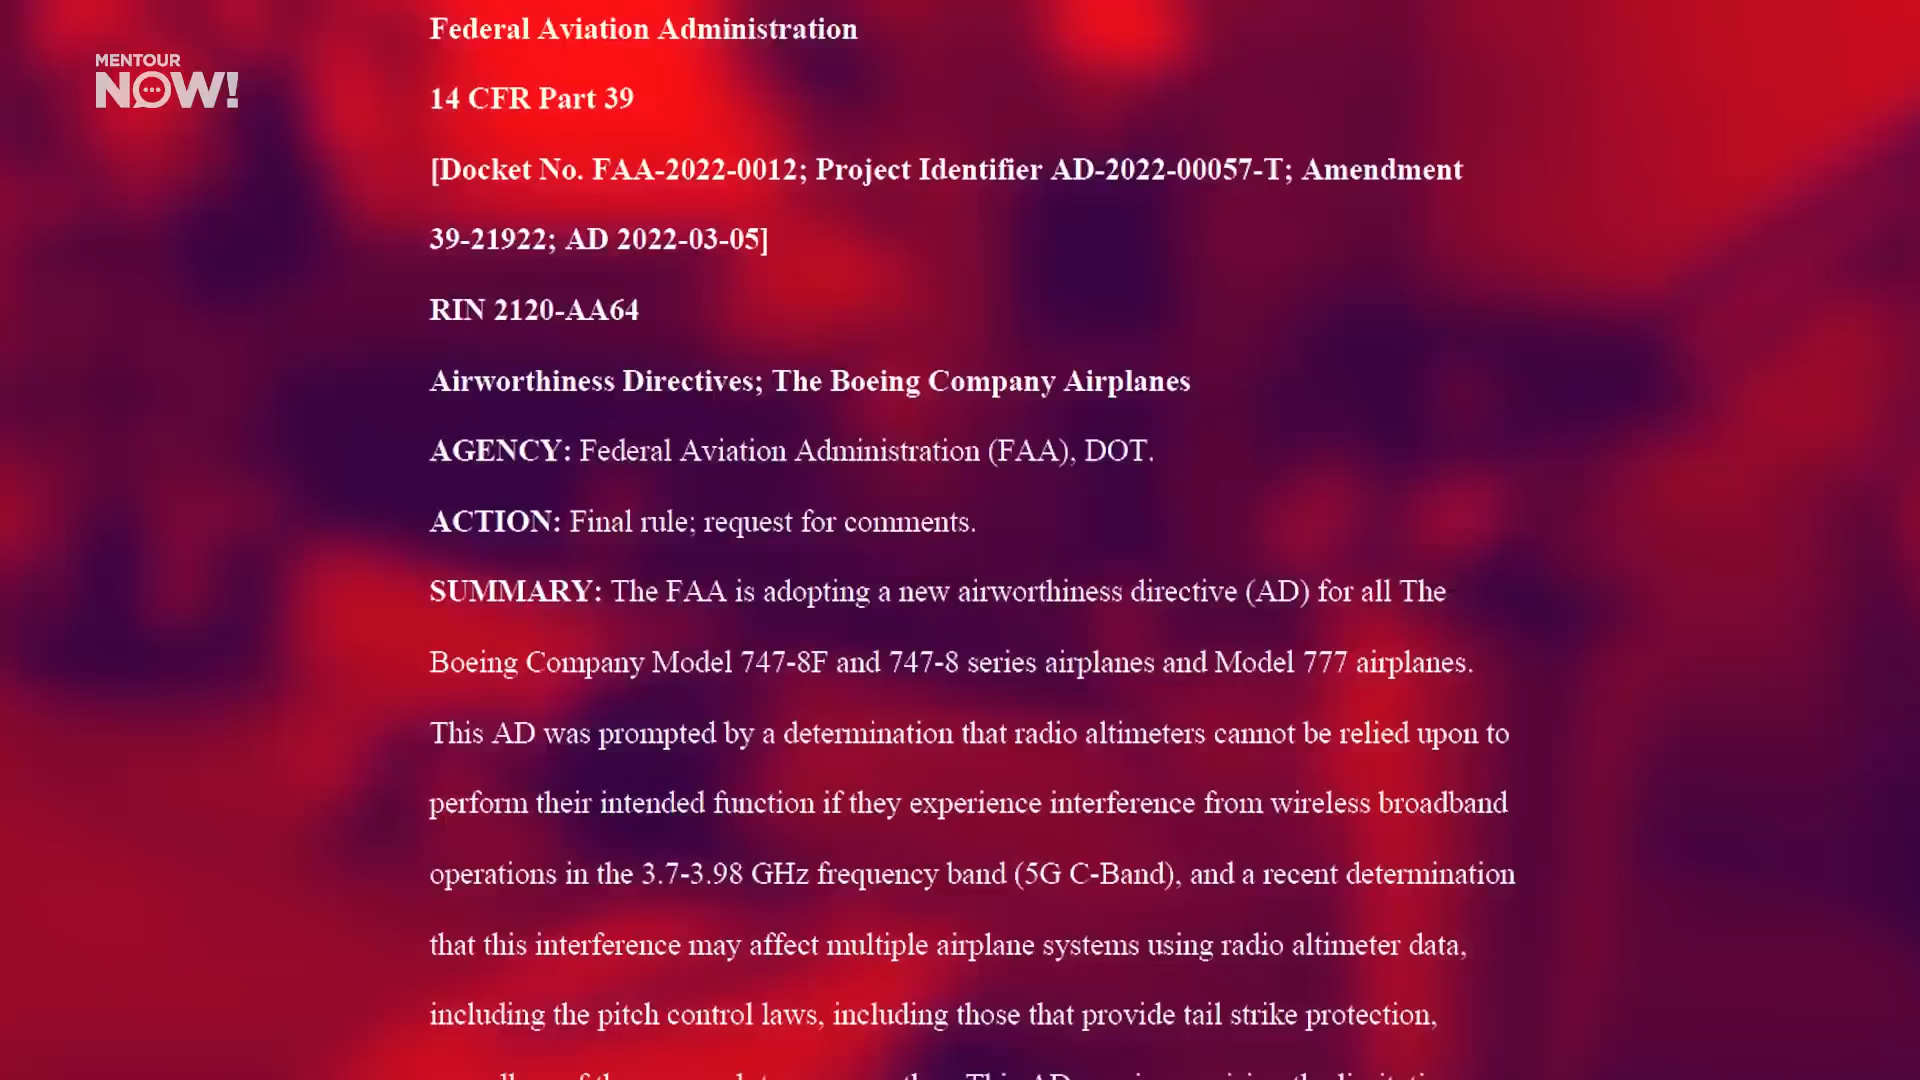 Federal Aviation Administration
MENTOUR
NOW!
14 CFR Part 39
[Docket No. FAA-2022-0012; Project Identifier AD-2022-00057-T; Amendment
39-21922; AD 2022-03-05]
RIN 2120-AA64
Airworthiness Directives; The Boeing Company Airplanes
AGENCY: Federal Aviation Administration (FAA), DOT.
ACTION: Final rule; request for comments.
SUMMARY: The FAA is adopting a new airworthiness directive (AD) for all The
Boeing Company Model 747-8F and 747-8 series airplanes and Model 777 airplanes.
This AD was prompted by a determination that radio altimeters cannot be relied upon to
perform their intended function if they experience interference from wireless broadband
operations in the 3.7-3.98 GHz frequency band (5G C-Band), and a recent determination
that this interference may affect multiple airplane systems using radio altimeter data,
including the pitch control laws, including those that provide tail strike protection,